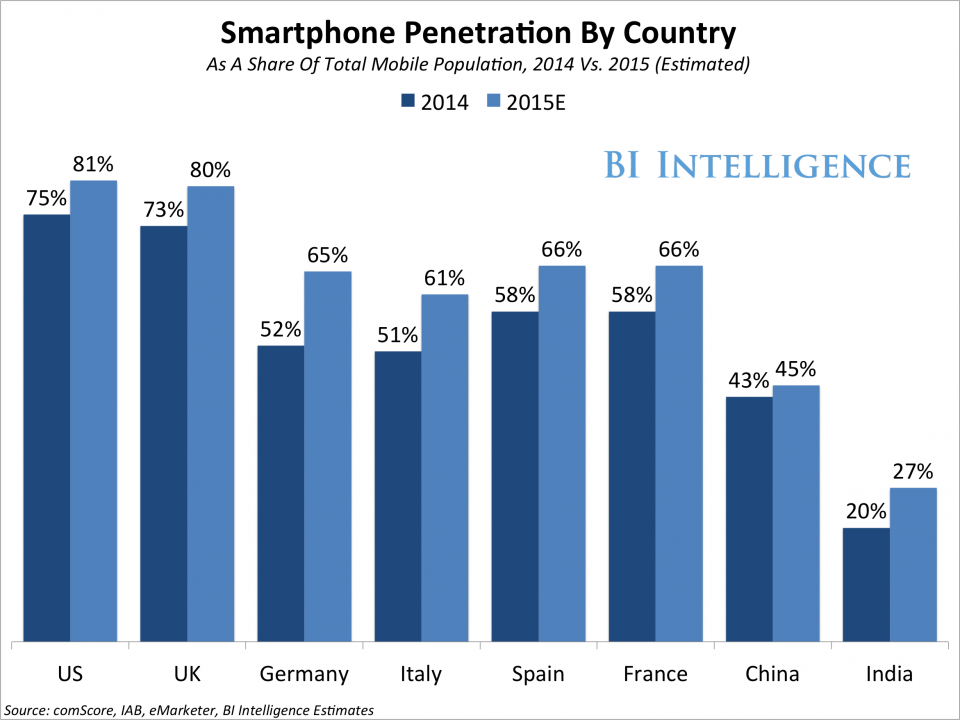 Smartphone Penetration By Country
As A Share Of Total Mobile Population, 2014 Vs. 2015 (Estimated)
2014 2015E
BI INTELLIGENCE
75% 81%
73% 80%
52% 65%
51% 61%
58% 66%
58% 66%
43% 45%
20% 27%
US UK Germany Italy Spain France China India
Source: comScore, IAB, eMarketer, BI Intelligence Estimates